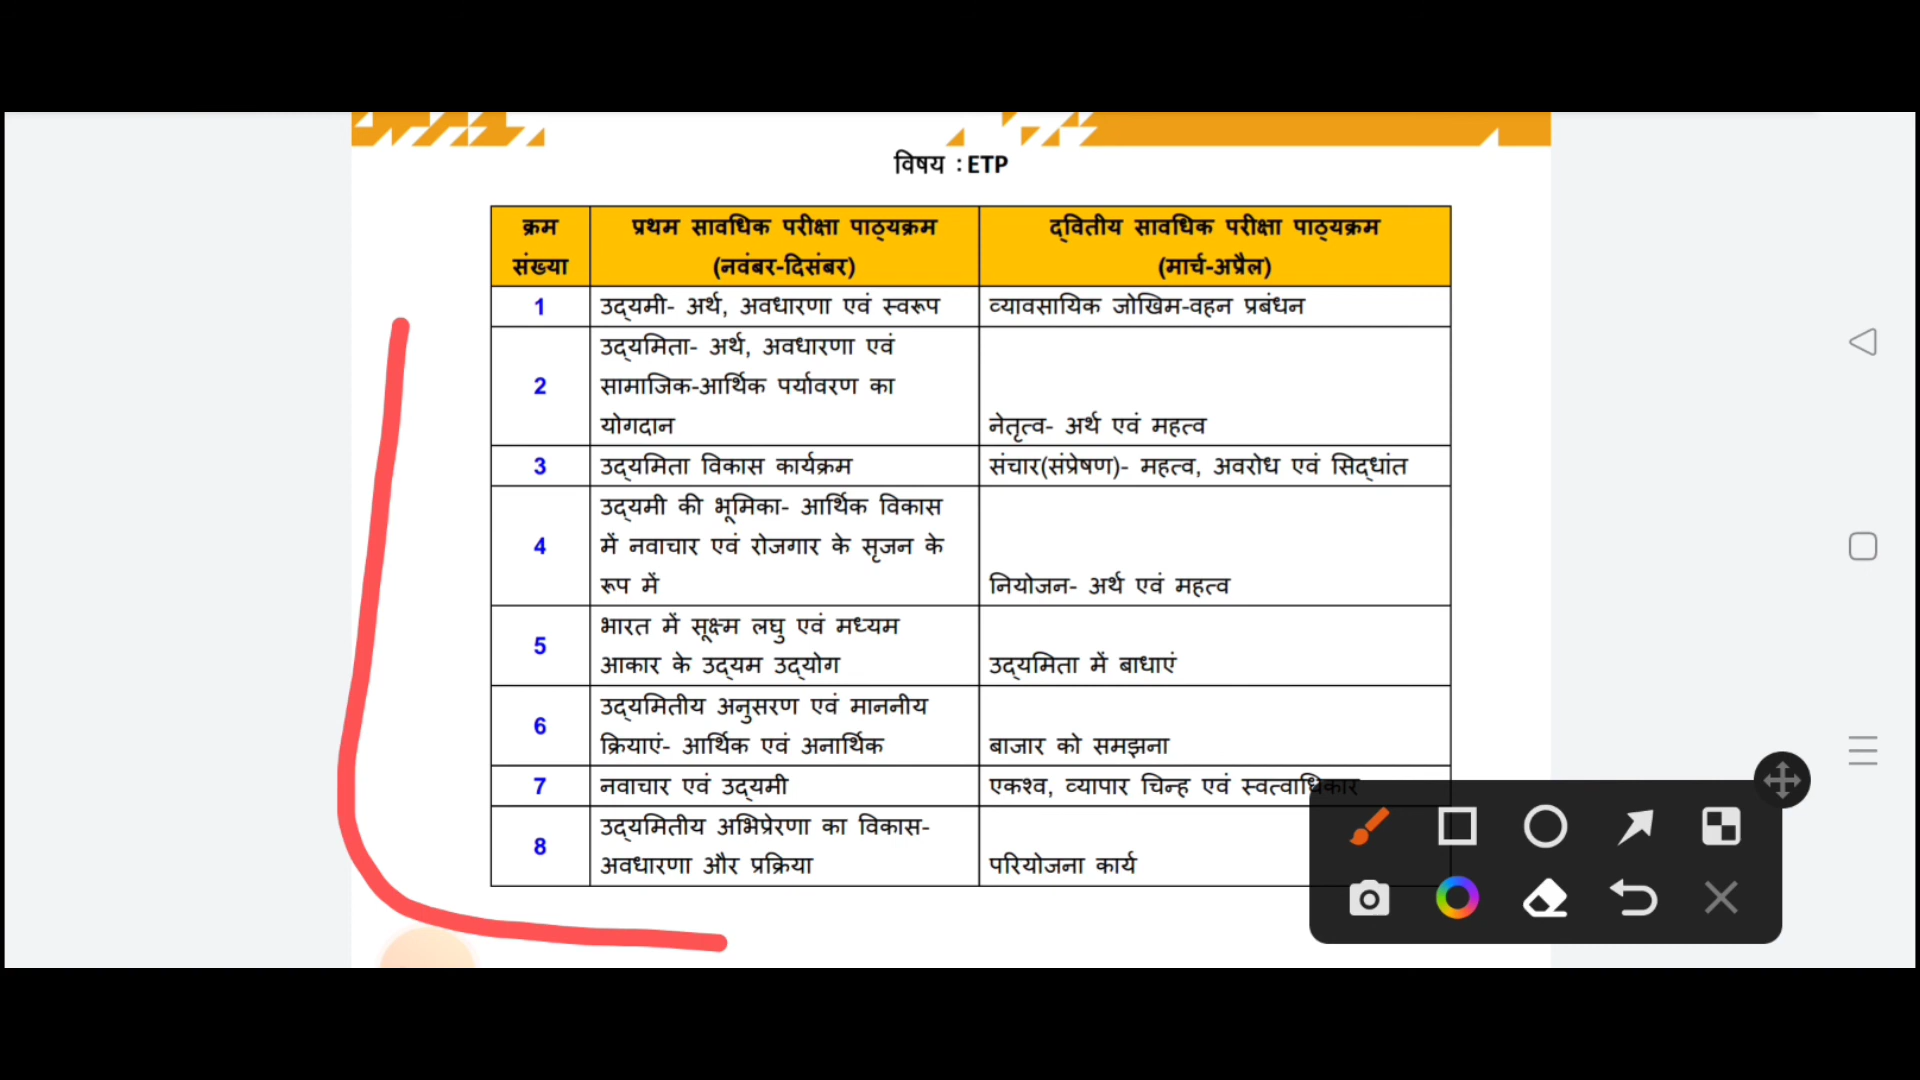 विषय : ETP
क्रम संख्या
प्रथम सावधिक परीक्षा पाठ्यक्रम
(नवंबर-दिसंबर)
द्वितीय सावधिक परीक्षा पाठ्यक्रम
(मार्च-अप्रैल)
1
उद्यमी- अर्थ, अवधारणा एवं स्वरूप
व्यावसायिक जोखिम-वहन प्रबंधन
2
उद्यमिता- अर्थ, अवधारणा एवं
सामाजिक-आर्थिक पर्यावरण का
योगदान
नेतृत्व- अर्थ एवं महत्व
3
उद्यमिता विकास कार्यक्रम
संचार(संप्रेषण)- महत्व, अवरोध एवं सिद्धांत
4
उद्यमी की भूमिका- आर्थिक विकास
में नवाचार एवं रोजगार के सृजन के
रूप में
नियोजन- अर्थ एवं महत्व
5
भारत में सूक्ष्म लघु एवं मध्यम
आकार के उद्यम उद्योग
उद्यमिता में बाधाएं
6
उद्यमितीय अनुसरण एवं माननीय
क्रियाएं- आर्थिक एवं अनार्थिक
बाजार को समझना
7
नवाचार एवं उद्यमी
एकश्व, व्यापार चिन्ह एवं स्वत्वाधिकार
8
उद्यमितीय अभिप्रेरणा का विकास-
अवधारणा और प्रक्रिया
परियोजना कार्य